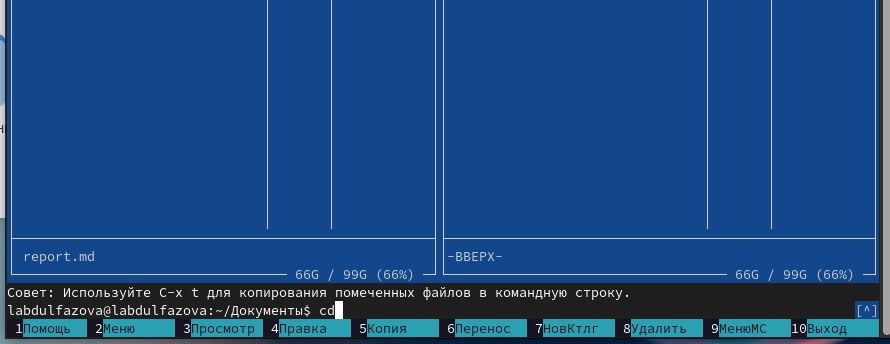 report.md
-ВВЕРХ-
66G / 99G (66%)
66G / 99G (66%)
Совет: Используйте C-x t для копирования помеченных файлов в командную строку.
labdulfazova@labdulfazova:~/Документы$ cd
[^]
1Помощь 2Меню 3Просмотр 4Правка 5Копия 6Перенос 7НовКтлг 8Удалить 9МенюMC 10Выход